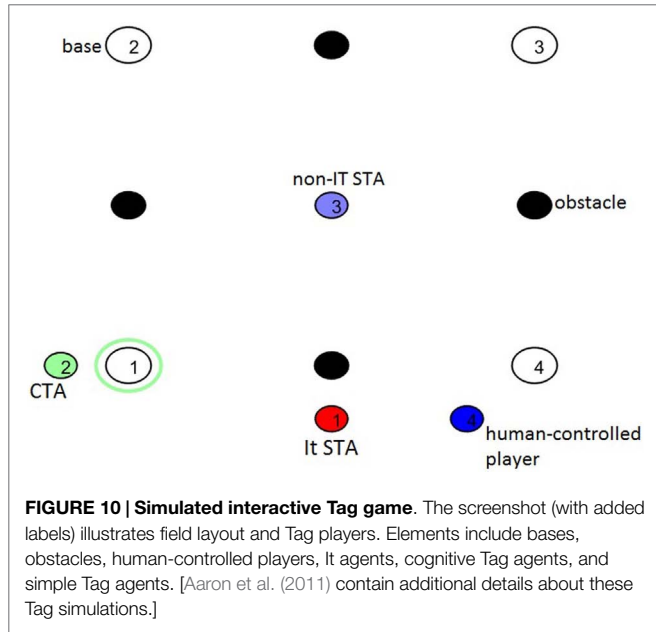 base 2 3
non-IT STA
3 obstacle
2 1 4
CTA
1 4
It STA human-controlled
player
FIGURE 10 | Simulated interactive Tag game. The screenshot (with added
labels) illustrates field layout and Tag players. Elements include bases,
obstacles, human-controlled players, It agents, cognitive Tag agents, and
simple Tag agents. [Aaron et al. (2011) contain additional details about these
Tag simulations.]